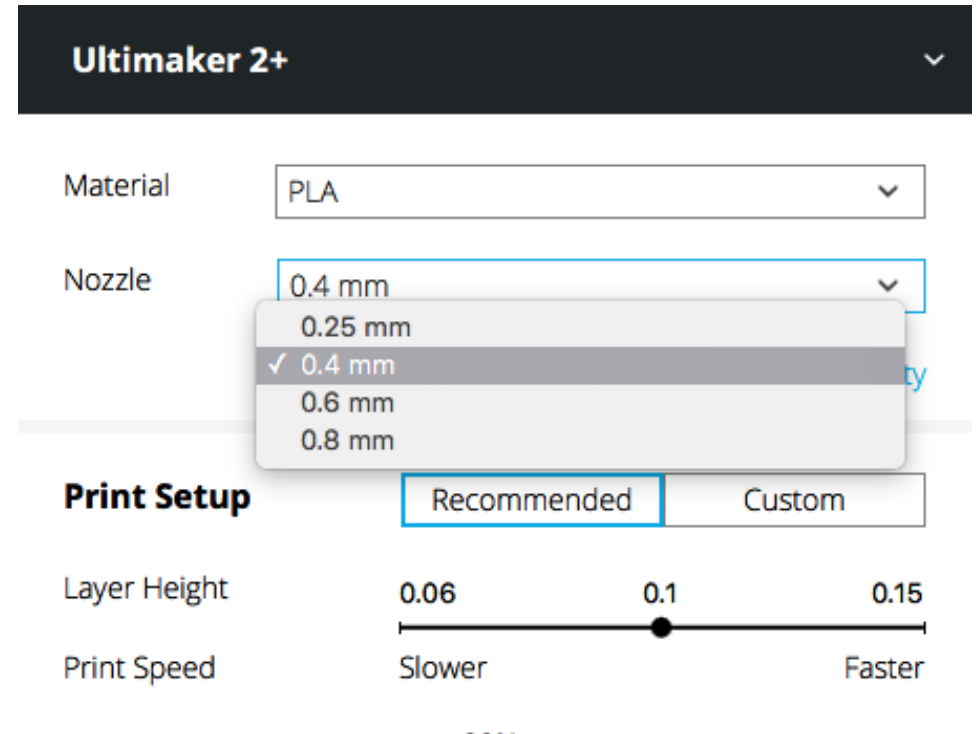 Ultimaker 2+
Material PLA
Nozzle 0.4 mm
0.25 mm
✓ 0.4 mm
0.6 mm
0.8 mm
Print Setup Recommended Custom
Layer Height 0.06 0.1 0.15
Print Speed Slower Faster